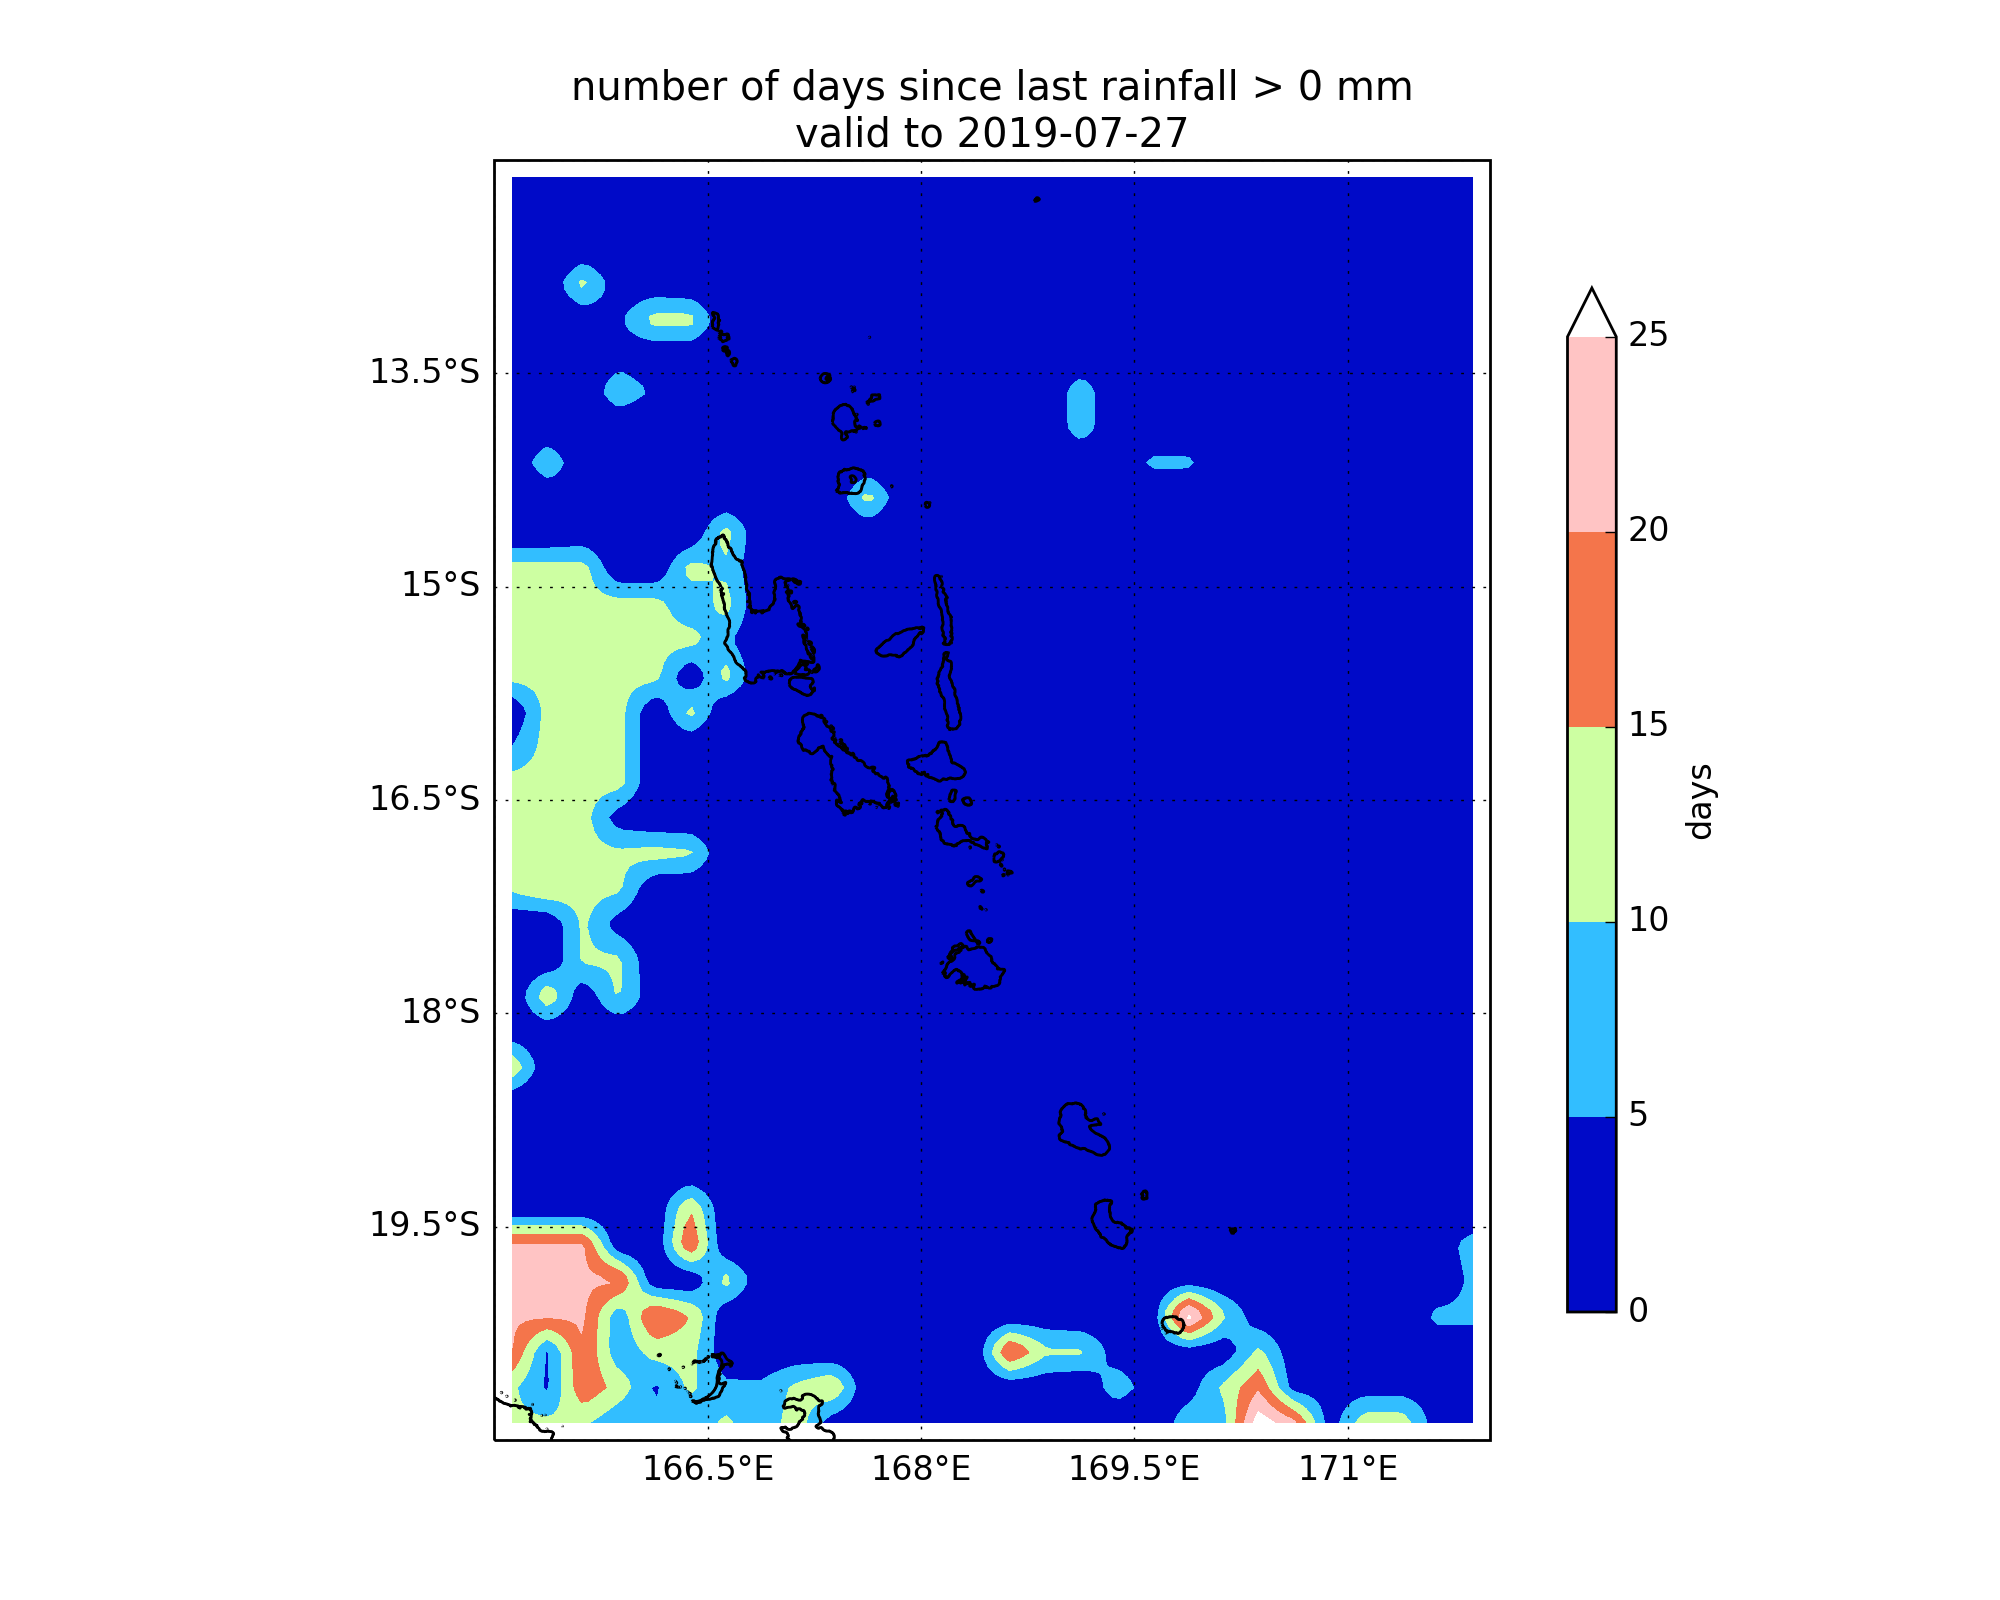 number of days since last rainfall > 0 mm
valid to 2019-07-27
13.5°S
15°S
16.5°S
18°S
19.5°S
166.5°E
168°E
169.5°E
171°E
25
20
15
10
5
0
days